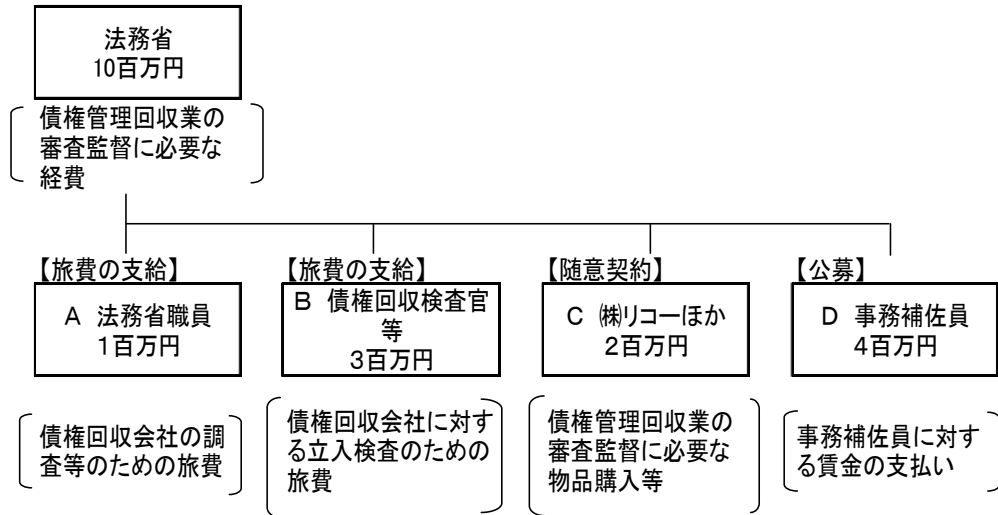 法務省
10百万円
債権管理回収業の
審査監督に必要な
経費
【旅費の支給】
A 法務省職員
1百万円
債権回収会社の調
査等のための旅費
【旅費の支給】
B 債権回収検査官
等
3百万円
債権回収会社に対す
る立入検査のための
旅費
【随意契約】
C ㈱リコーほか
2百万円
債権管理回収業の
審査監督に必要な
物品購入等
【公募】
D 事務補佐員
4百万円
事務補佐員に対す
る賃金の支払い